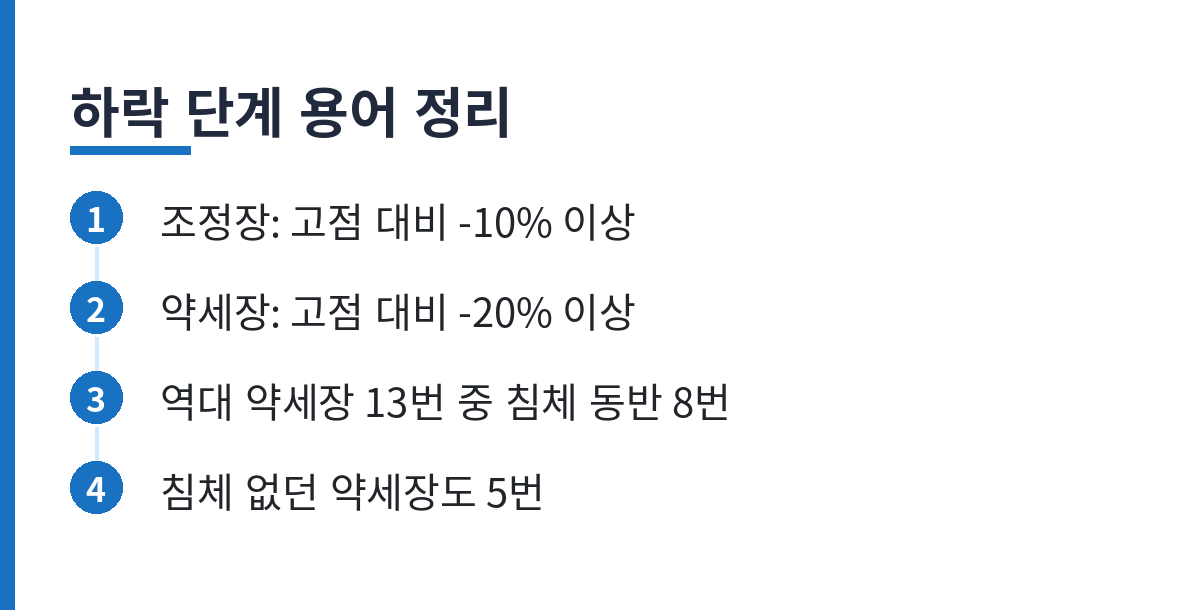 하락 단계 용어 정리
1 조정장: 고점 대비 -10% 이상
2 약세장: 고점 대비 -20% 이상
3 역대 약세장 13번 중 침체 동반 8번
4 침체 없던 약세장도 5번